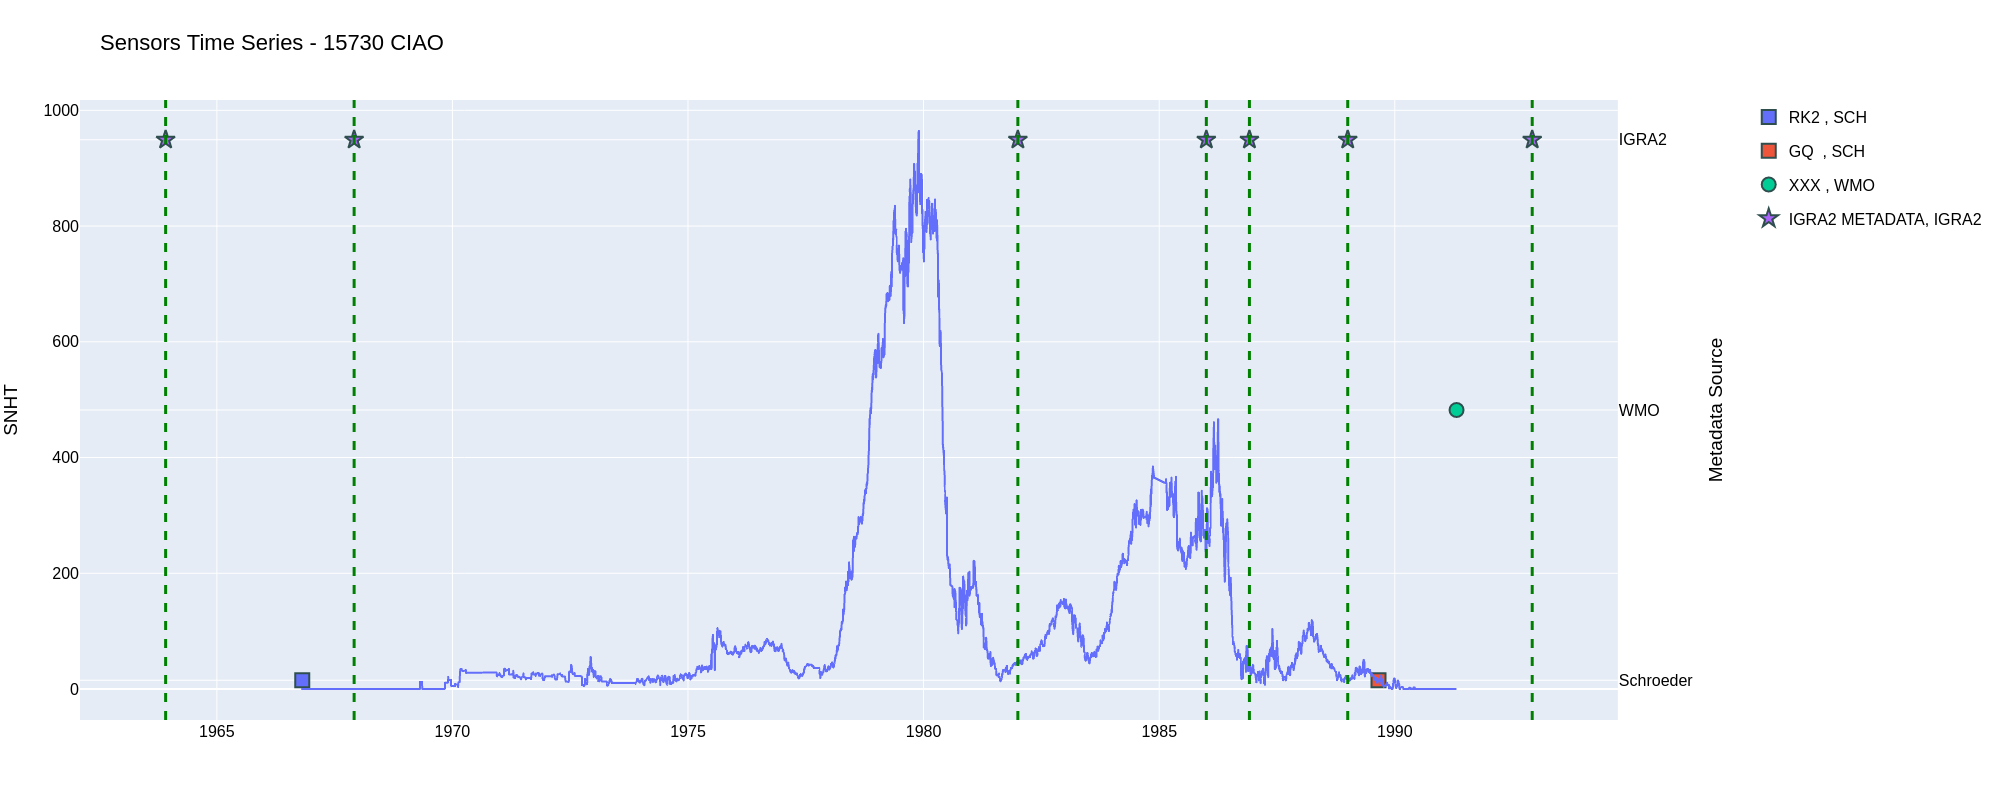 Sensors Time Series - 15730 CIAO
1000
800
600
400
200
0
SNHT
1965
1970
1975
1980
1985
1990
IGRA2
WMO
Schroeder
Metadata Source
RK2 , SCH
GQ  , SCH
XXX , WMO
IGRA2 METADATA, IGRA2